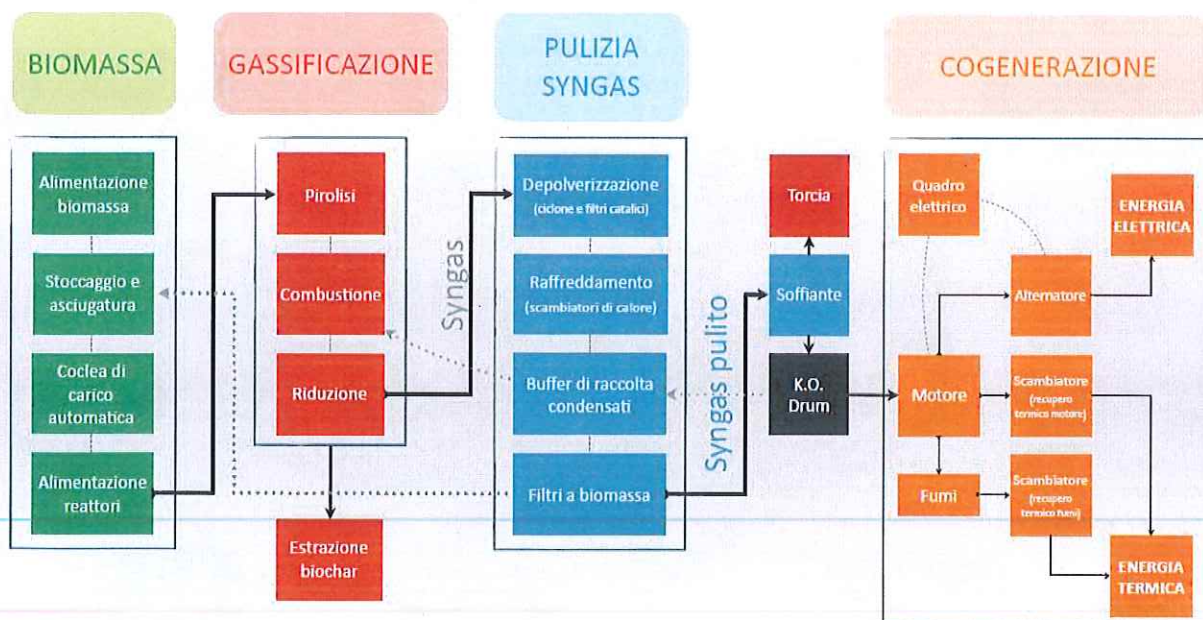 BIOMASSA
GASSIFICAZIONE
PULIZIA
SYNGAS
COGENERAZIONE
Alimentazione
biomassa
Stoccaggio e
asciugatura
Coclea di
carico
automatica
Alimentazione
reattori
Pirolisi
Combustione
Riduzione
Estrazione
biochar
Syngas
Depolverizzazione
(ciclone e filtri catalici)
Raffreddamento
(scambiatori di calore)
Buffer di raccolta
condensati
Filtri a biomassa
Syngas pulito
Torcia
Soffiante
K.O.
Drum
Quadro
elettrico
Motore
Fumi
Alternatore
Scambiatore
(recupero
termico motore)
Scambiatore
(recupero
termico fumi)
ENERGIA
ELETTRICA
ENERGIA
TERMICA